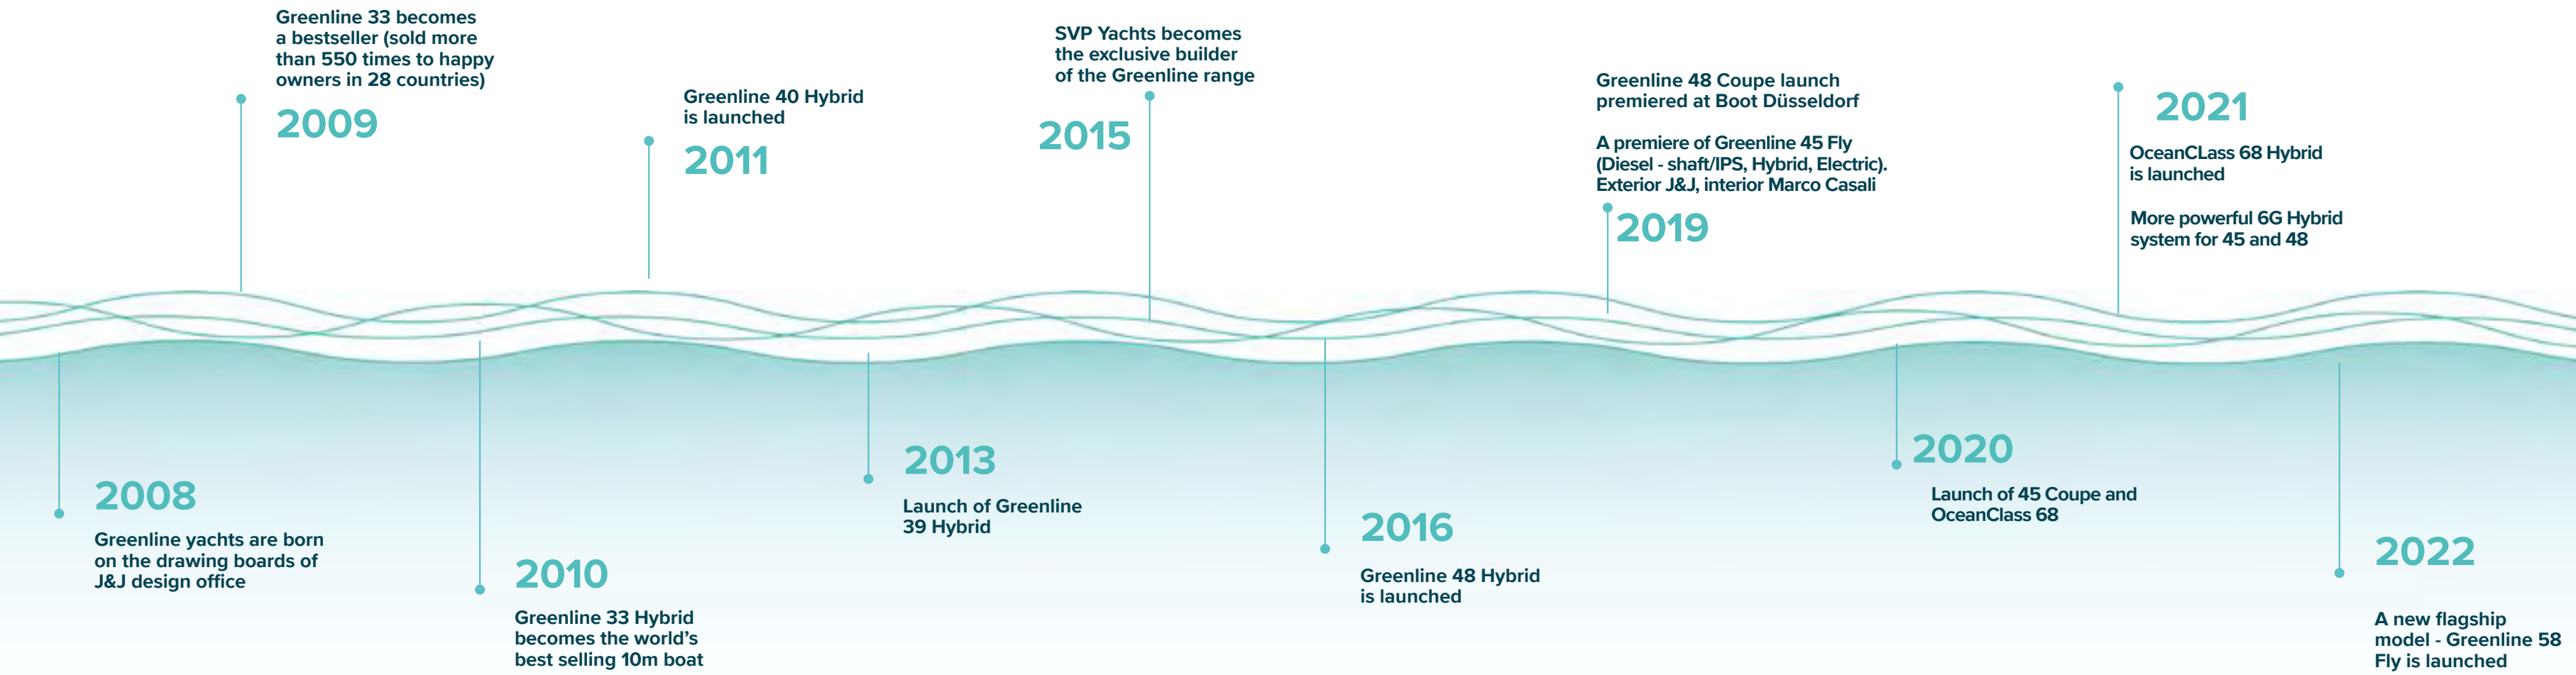 Greenline 33 becomes
a bestseller (sold more
than 550 times to happy
owners in 28 countries)
2009
Greenline 40 Hybrid
is launched
2011
SVP Yachts becomes
the exclusive builder
of the Greenline range
2015
Greenline 48 Coupe launch
premiered at Boot Düsseldorf
A premiere of Greenline 45 Fly
(Diesel - shaft/IPS, Hybrid, Electric).
Exterior J&J, interior Marco Casali
2019
2021
OceanCLass 68 Hybrid
is launched
More powerful 6G Hybrid
system for 45 and 48
2008
Greenline yachts are born
on the drawing boards of
J&J design office
2010
Greenline 33 Hybrid
becomes the world's
best selling 10m boat
2013
Launch of Greenline
39 Hybrid
2016
Greenline 48 Hybrid
is launched
2020
Launch of 45 Coupe and
OceanClass 68
2022
A new flagship
model - Greenline 58
Fly is launched